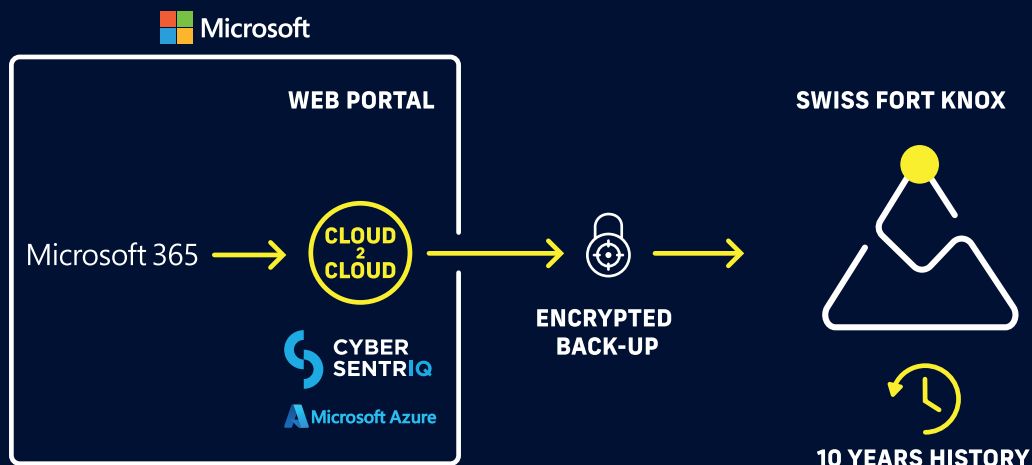 Microsoft
WEB PORTAL
SWISS FORT KNOX
Microsoft 365
CLOUD
2
CLOUD
ENCRYPTED
BACK-UP
CYBER
SENTRIQ
Microsoft Azure
10 YEARS HISTORY